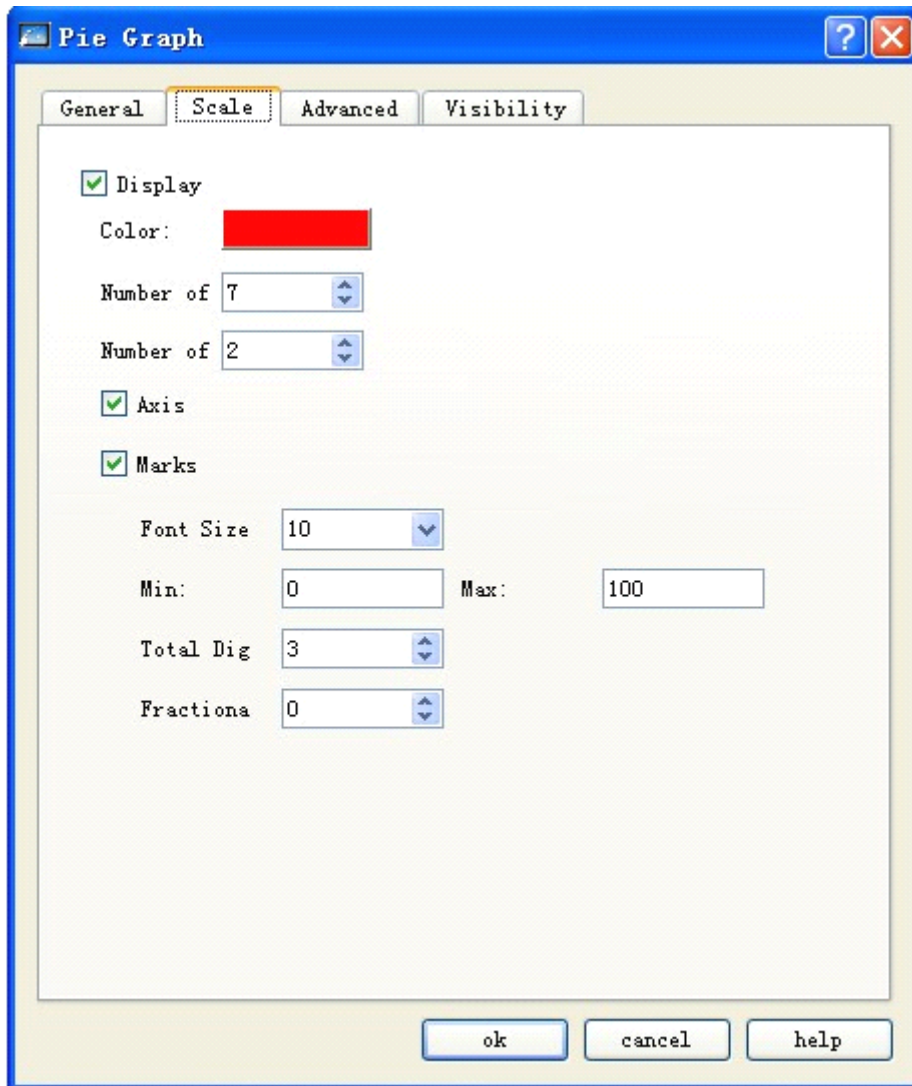 Pie Graph
General Scale Advanced Visibility
Display
Color:
Number of 7
Number of 2
Axis
Marks
Font Size 10
Min: 0 Max: 100
Total Dig 3
Fractiona 0
ok cancel help